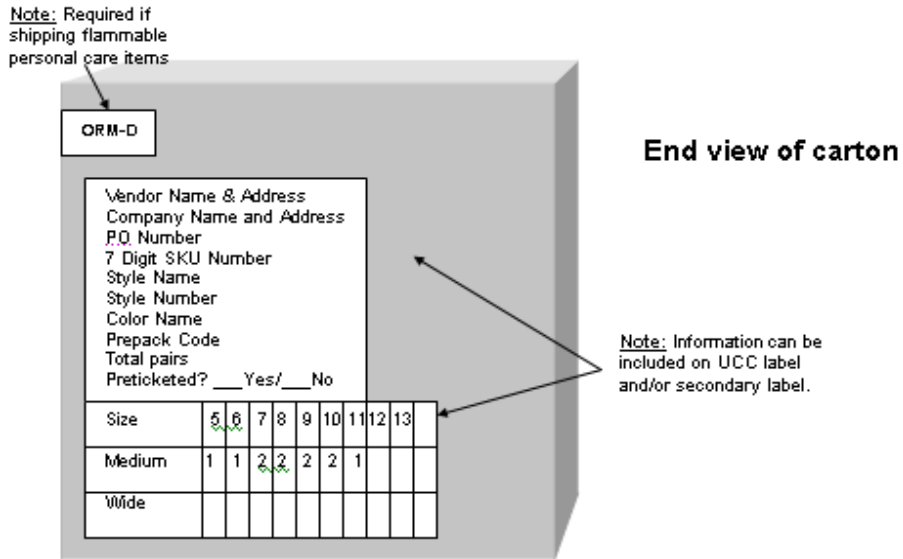 Note: Required if
shipping flammable
personal care items
ORM-D
End view of carton
Vendor Name & Address
Company Name and Address
PO Number
7 Digit SKU Number
Style Name
Style Number
Color Name
Prepack Code
Total pairs
Preticketed? ___Yes/___No
Note: Information can be
included on UCC label
and/or secondary label.
Size 5 6 7 8 9 10 11 12 13
Medium 1 1 2 2 2 2 1
Wide